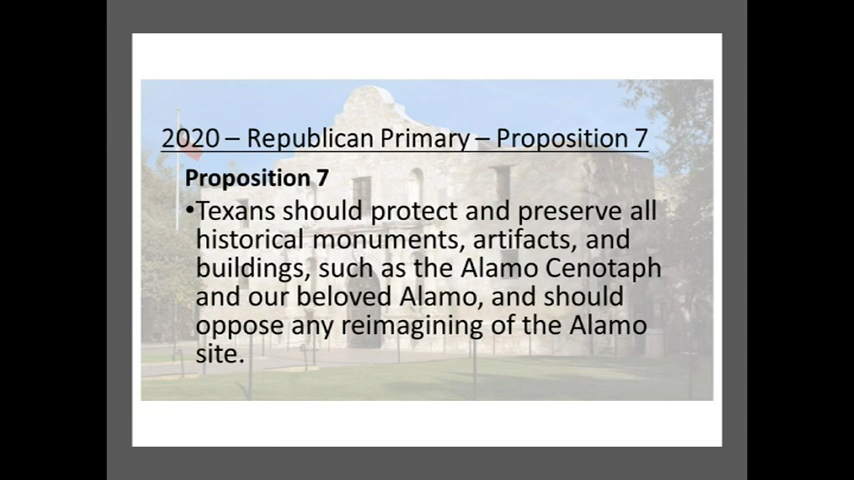 2020 – Republican Primary – Proposition 7
Proposition 7
•Texans should protect and preserve all
historical monuments, artifacts, and
buildings, such as the Alamo Cenotaph
and our beloved Alamo, and should
oppose any reimagining of the Alamo
site.